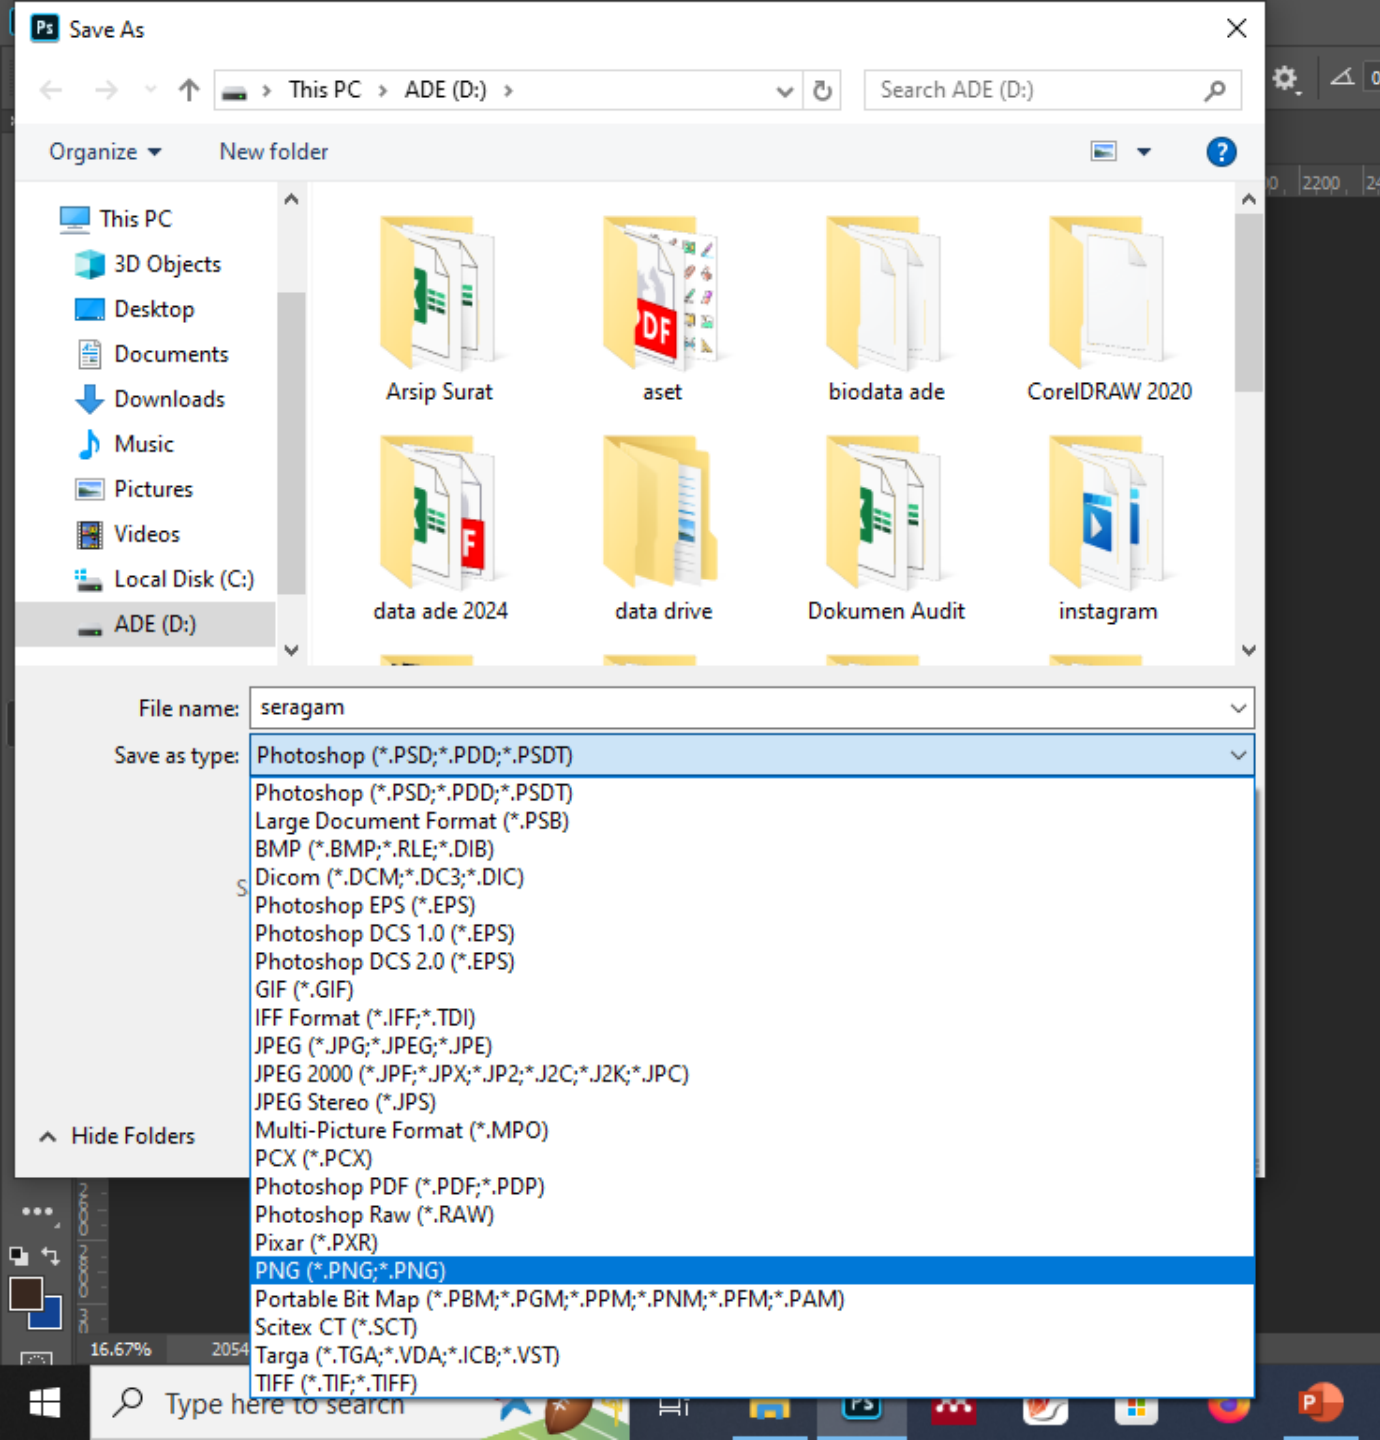 Ps Save As
This PC > ADE (D:) >
Search ADE (D:)
Organize
New folder
2200
This PC
3D Objects
Desktop
Documents
Downloads
Music
Pictures
Videos
Local Disk (C:)
ADE (D:)
Arsip Surat
aset
biodata ade
CorelDRAW 2020
data ade 2024
data drive
Dokumen Audit
instagram
File name: seragam
Save as type: Photoshop (*.PSD;*.PDD;*.PSDT)
Photoshop (*.PSD;*.PDD;*.PSDT)
Large Document Format (*.PSB)
BMP (*.BMP;*.RLE;*.DIB)
Dicom (*.DCM;*.DC3;*.DIC)
Photoshop EPS (*.EPS)
Photoshop DCS 1.0 (*.EPS)
Photoshop DCS 2.0 (*.EPS)
GIF (*.GIF)
IFF Format (*.IFF;*.TDI)
JPEG (*.JPG;*.JPEG;*.JPE)
JPEG 2000 (*.JPF;*.JPX;*.JP2;*.J2C;*.J2K;*.JPC)
JPEG Stereo (*.JPS)
Multi-Picture Format (*.MPO)
PCX (*.PCX)
Photoshop PDF (*.PDF;*.PDP)
Photoshop Raw (*.RAW)
Pixar (*.PXR)
PNG (*.PNG;*.PNG)
Portable Bit Map (*.PBM;*.PGM;*.PPM;*.PNM;*.PFM;*.PAM)
Scitex CT (*.SCT)
Targa (*.TGA;*.VDA;*.ICB;*.VST)
TIFF (*.TIF;*.TIFF)
Hide Folders
16.67%
2054
Type here to search